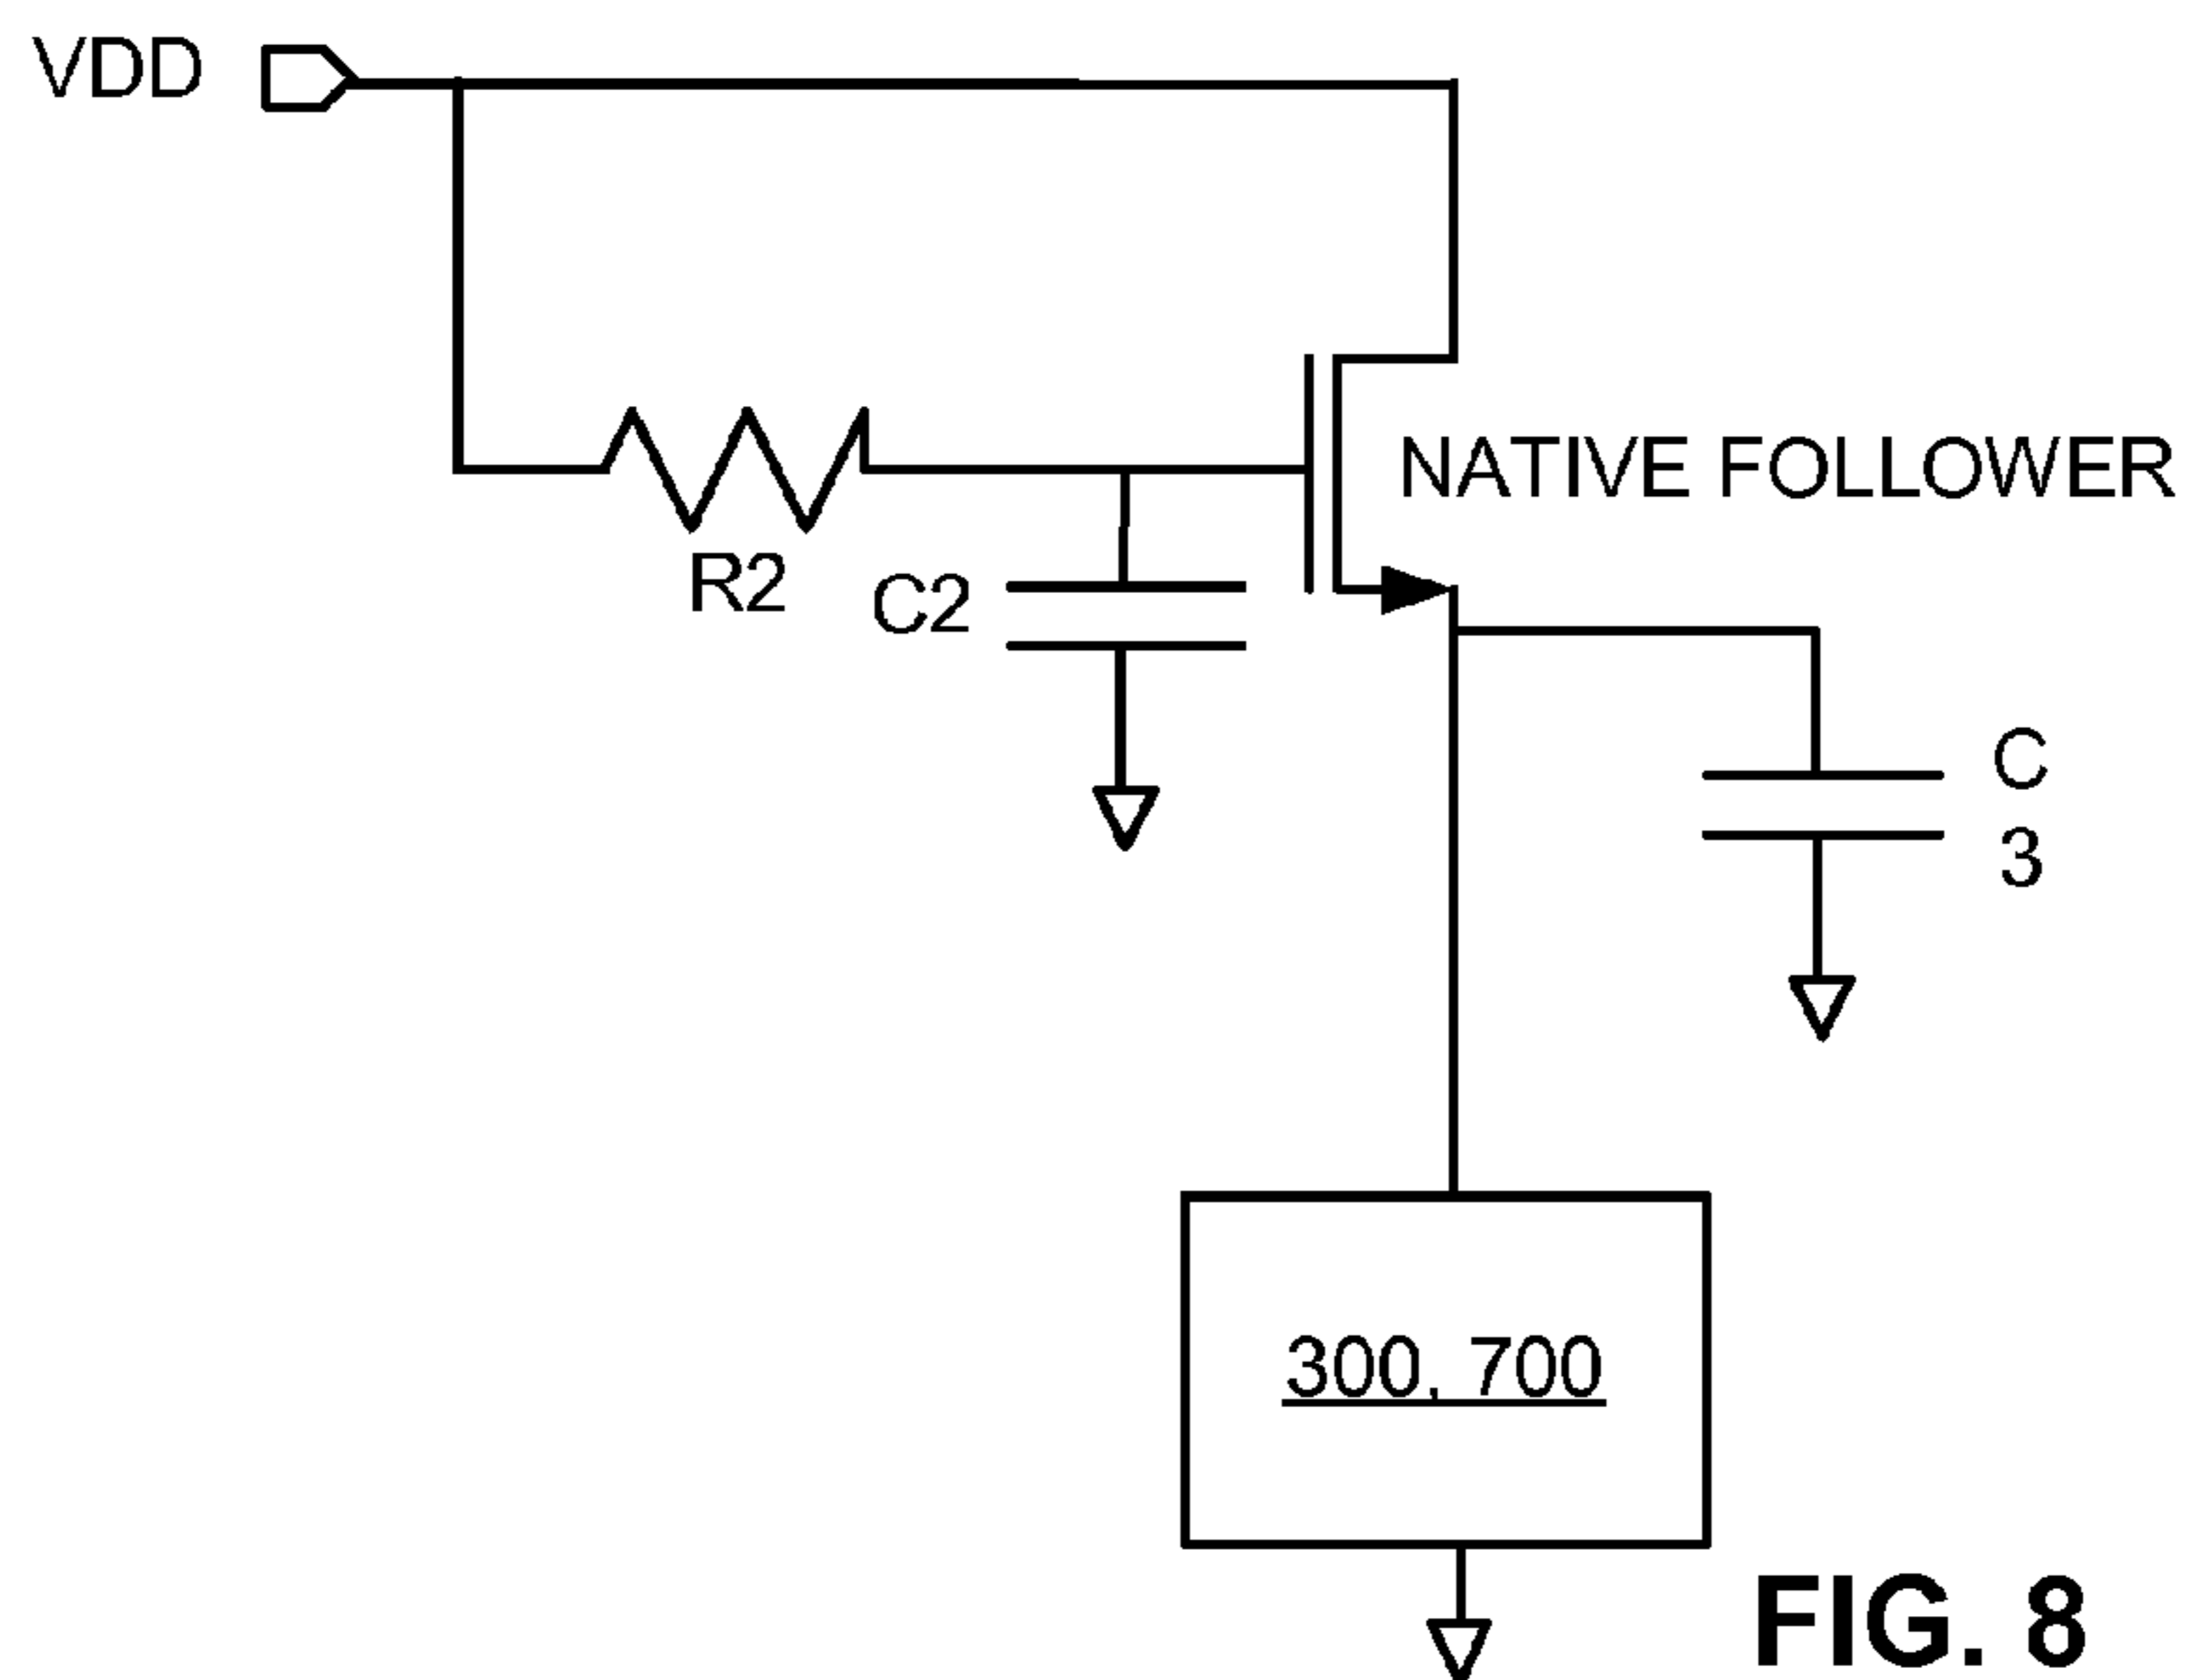 VDD
NATIVE FOLLOWER
R2
C2
C
3
300, 700
FIG. 8